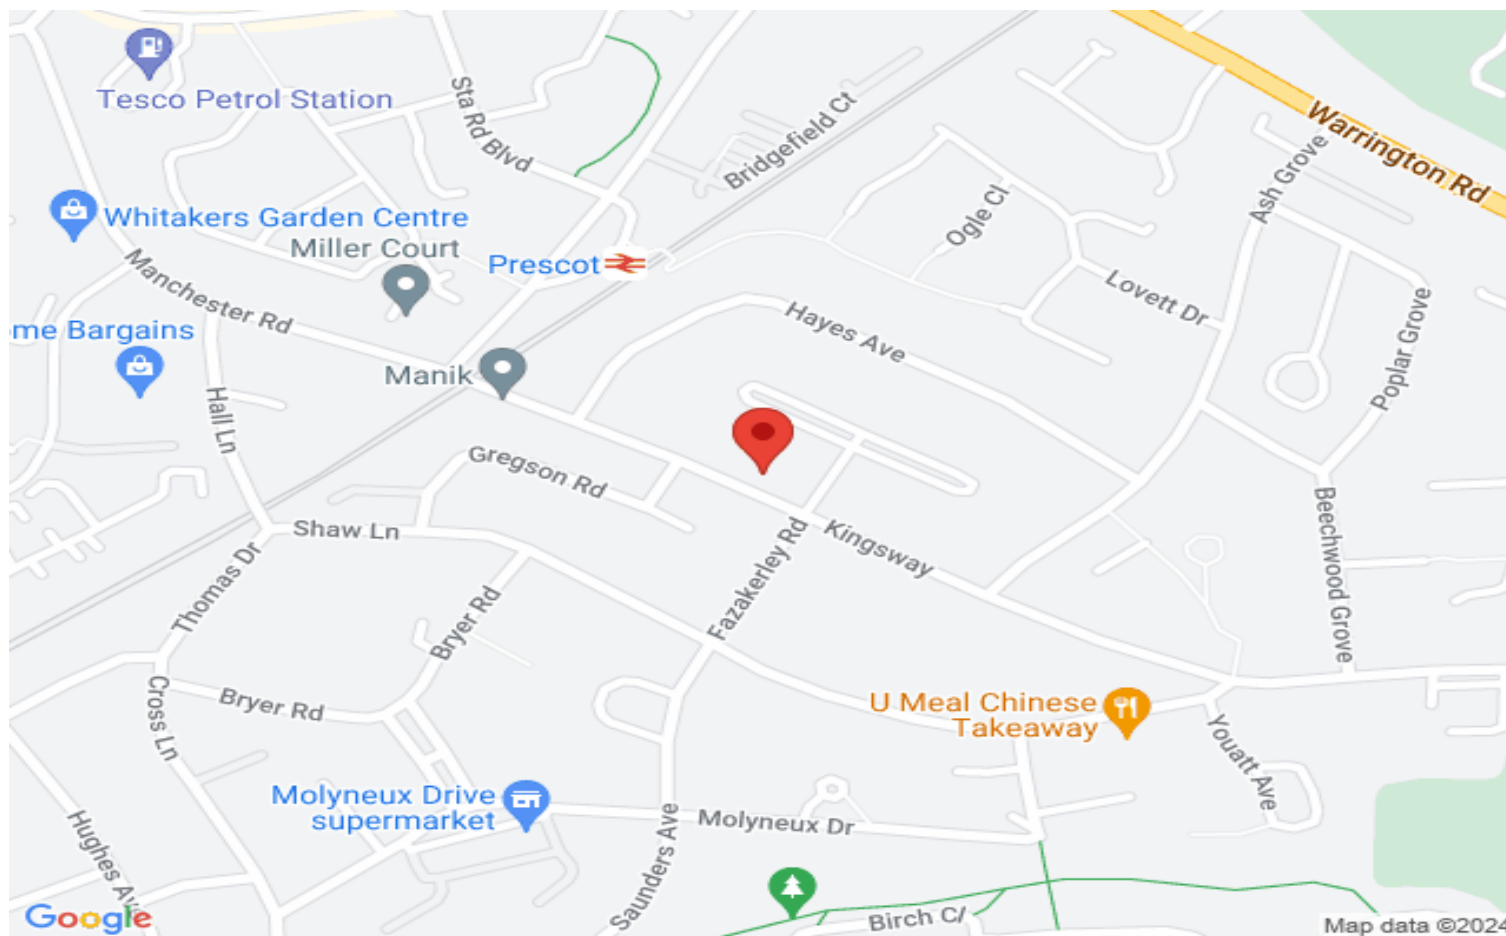 Tesco Petrol Station
Sta Rd Blvd
Bridgefield Ct
Warrington Rd
Ash Grove
Whitakers Garden Centre
Miller Court
Ogle Cl
Prescot
Manchester Rd
Lovett Dr
ome Bargains
Hayes Ave
Poplar Grove
Manik
Hall Ln
Gregson Rd
Shaw Ln
Kingsway
Beechwood Grove
Thomas Dr
Fazakerley Rd
Bryer Rd
Bryer Rd
Cross Ln
U Meal Chinese
Takeaway
Youatt Ave
Molyneux Drive
supermarket
Molyneux Dr
Hughes Ave
Saunders Ave
Birch Cl
Google
Map data ©2024